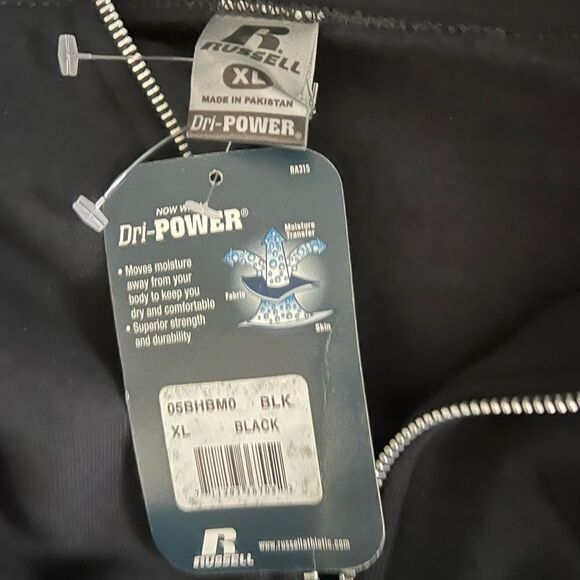 R
RUSSELL
XL
MADE IN PAKISTAN
Dri-POWER®
RA315
NOW
Dri-POWER®
Moisture
Transfer
• Moves moisture
away from your
body to keep you
dry and comfortable
• Superior strength
and durability
Fabric
Skin
05BHBM0 BLK
XL BLACK
R
RUSSELL
www.russellathletic.com